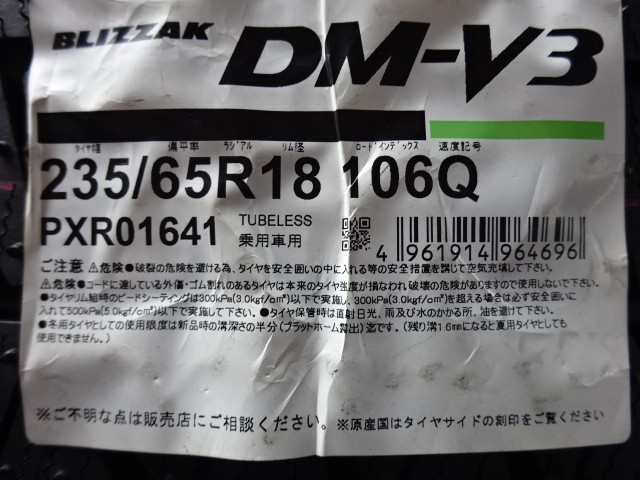 BLIZZAK DM-V3
タイヤの幅 偏平率 ラジアル リム径 ロードインデックス 速度記号
235/65R18 106Q
PXR01641 TUBELESS 乗用車用
4 961914 964696
ご注意 ⚠危険●破裂の危険を避ける為、タイヤを安全囲いの中に入れる等の安全措置を講じて空気充填して下さい。
⚠危険●コードに達している外傷・ゴム割れのあるタイヤは本来のタイヤ強度が損なわれ破壊の危険がありますので使用しないで下さい。
●タイヤリム組時のビードシーティングは300kPa(3.0kgf/cm²)以下で実施し、300kPa(3.0kgf/cm²)を超える場合は必ず安全囲いに
入れて500kPa(5.0kgf/cm²)以下で実施して下さい。●タイヤ保管時は直射日光、雨及び水のかかる所、油を避けて下さい。
●冬用タイヤとしての使用限度は新品時の溝深さの半分(プラットホーム露出)迄です。(残り溝1.6mmになると夏用タイヤとしても
使用できません。)
※ご不明な点は販売店にご相談ください。 ※原産国はタイヤサイドの刻印をご覧ください